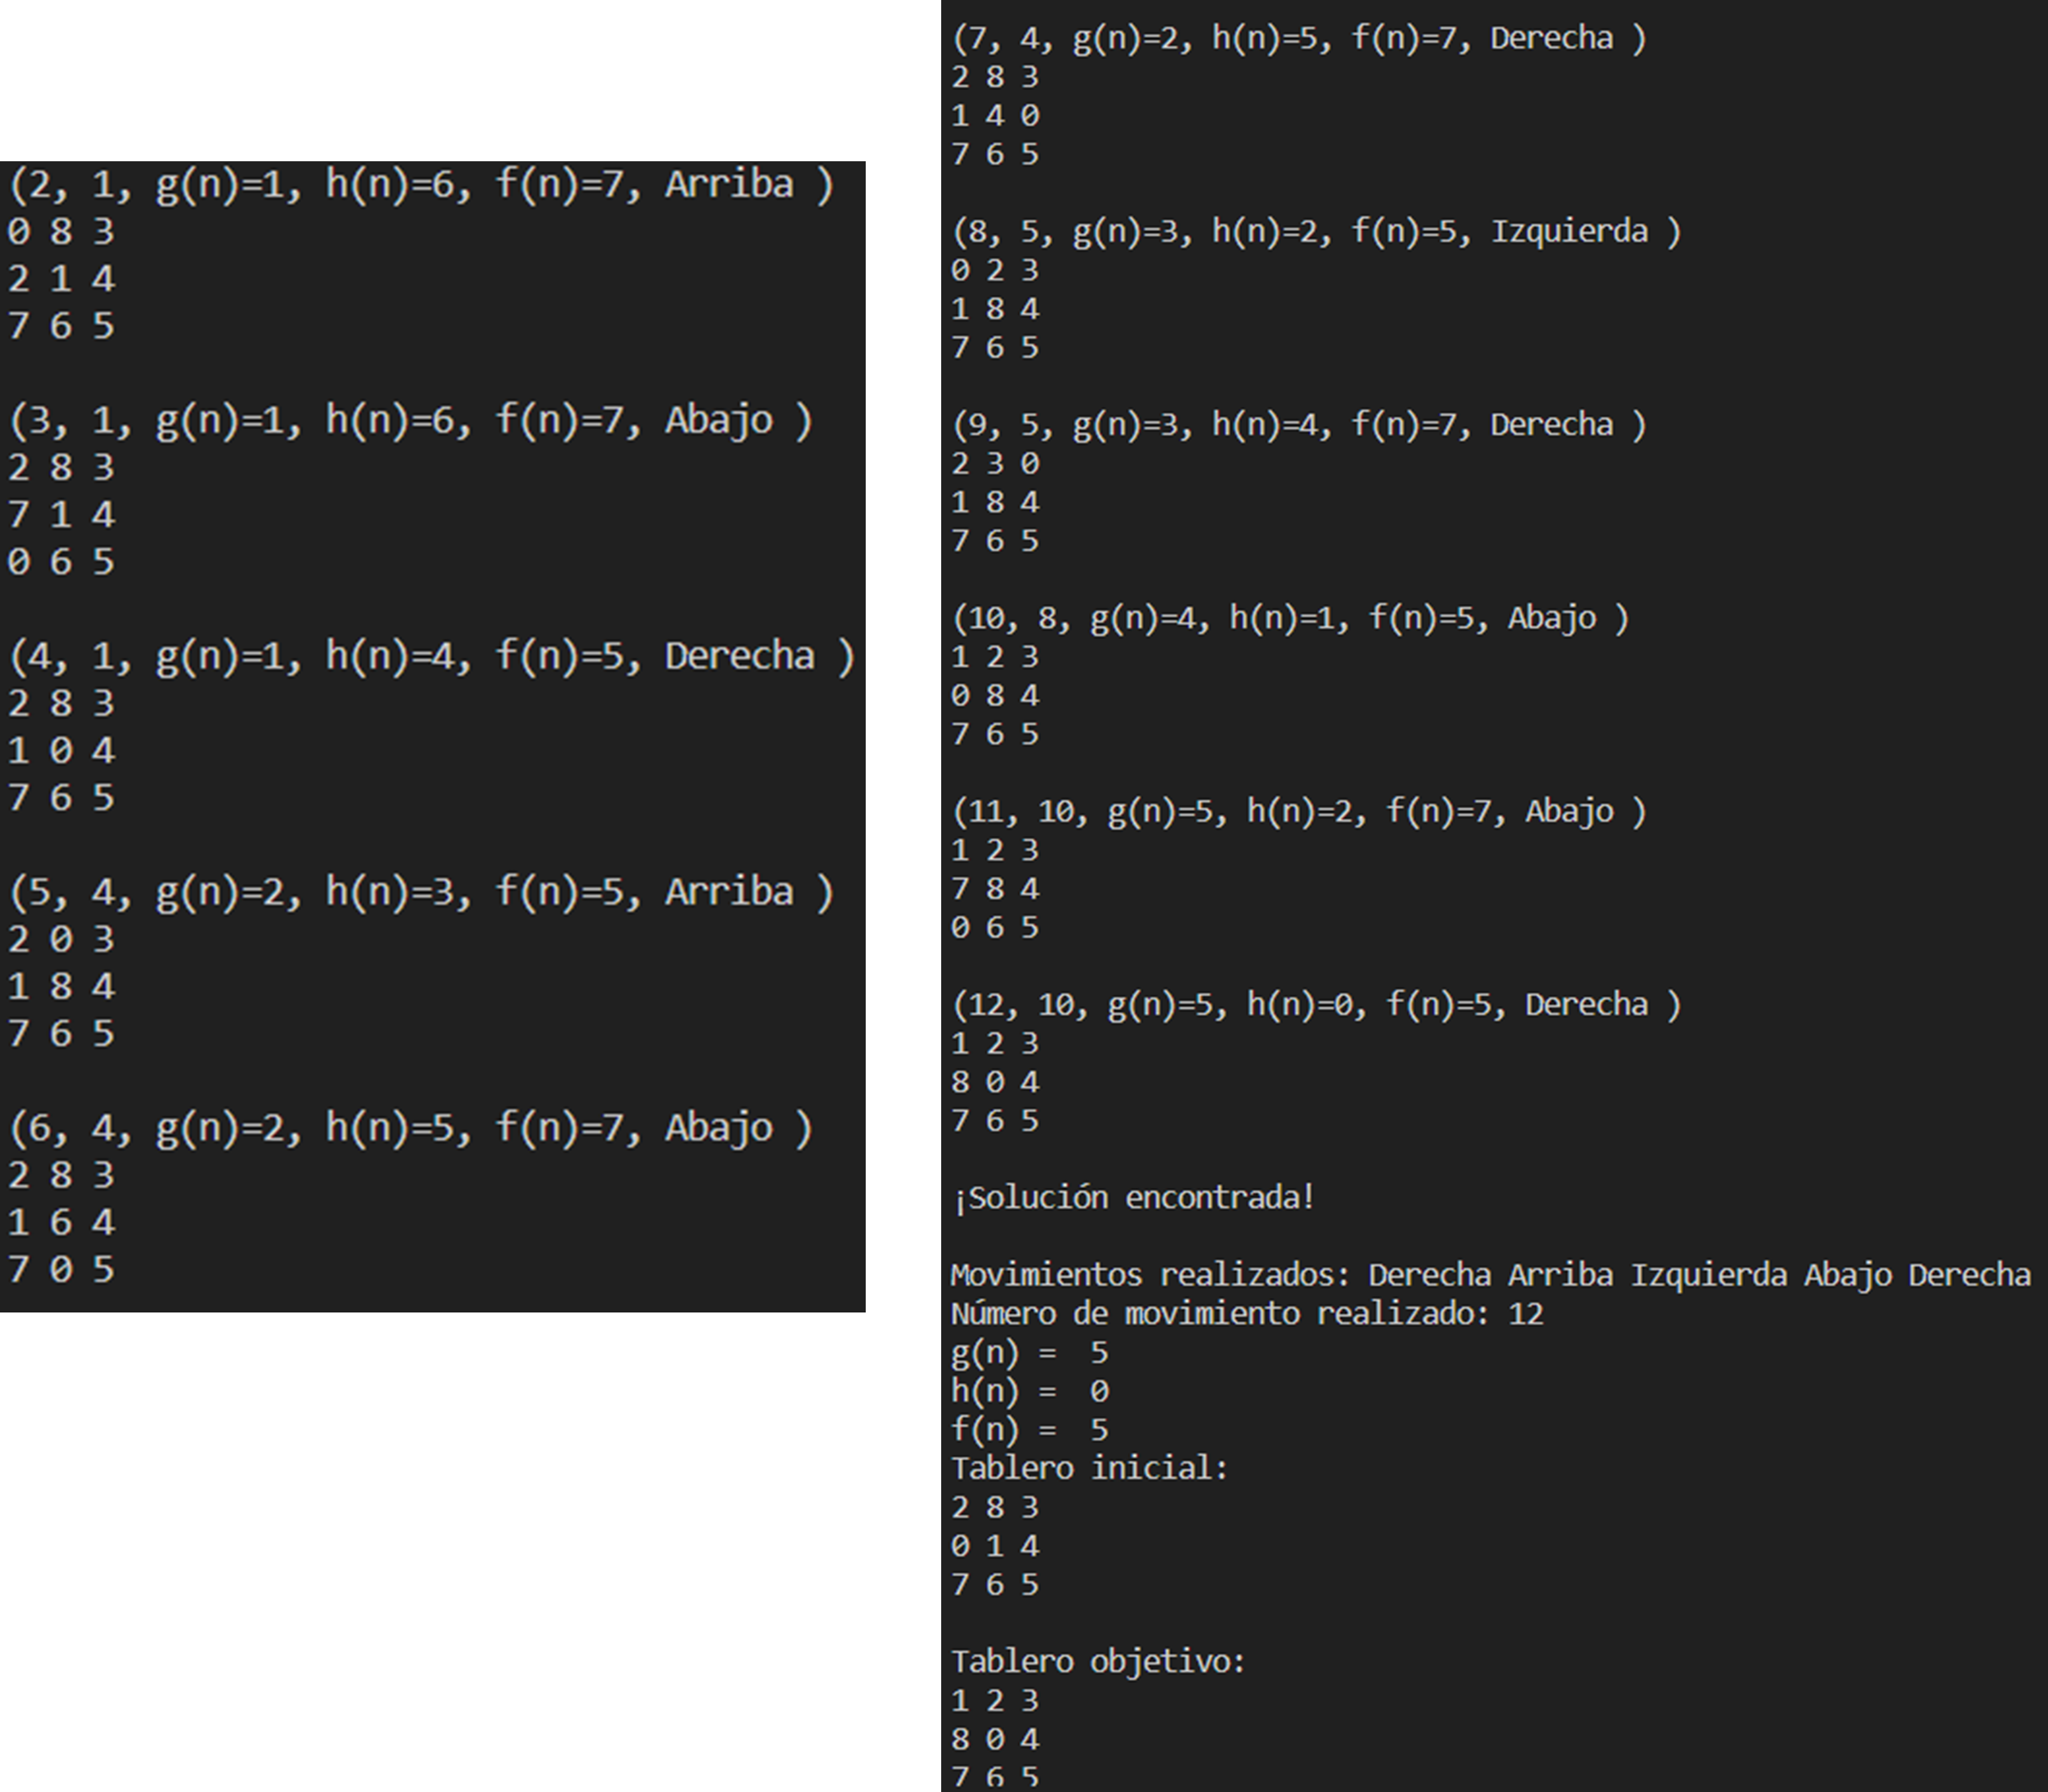 (2, 1, g(n)=1, h(n)=6, f(n)=7, Arriba )
0 8 3
2 1 4
7 6 5
(3, 1, g(n)=1, h(n)=6, f(n)=7, Abajo )
2 8 3
7 1 4
0 6 5
(4, 1, g(n)=1, h(n)=4, f(n)=5, Derecha )
2 8 3
1 0 4
7 6 5
(5, 4, g(n)=2, h(n)=3, f(n)=5, Arriba )
2 0 3
1 8 4
7 6 5
(6, 4, g(n)=2, h(n)=5, f(n)=7, Abajo )
2 8 3
1 6 4
7 0 5
(7, 4, g(n)=2, h(n)=5, f(n)=7, Derecha )
2 8 3
1 4 0
7 6 5
(8, 5, g(n)=3, h(n)=2, f(n)=5, Izquierda )
0 2 3
1 8 4
7 6 5
(9, 5, g(n)=3, h(n)=4, f(n)=7, Derecha )
2 3 0
1 8 4
7 6 5
(10, 8, g(n)=4, h(n)=1, f(n)=5, Abajo )
1 2 3
0 8 4
7 6 5
(11, 10, g(n)=5, h(n)=2, f(n)=7, Abajo )
1 2 3
7 8 4
0 6 5
(12, 10, g(n)=5, h(n)=0, f(n)=5, Derecha )
1 2 3
8 0 4
7 6 5
¡Solución encontrada!
Movimientos realizados: Derecha Arriba Izquierda Abajo Derecha
Número de movimiento realizado: 12
g(n) =  5
h(n) =  0
f(n) =  5
Tablero inicial:
2 8 3
0 1 4
7 6 5
Tablero objetivo:
1 2 3
8 0 4
7 6 5